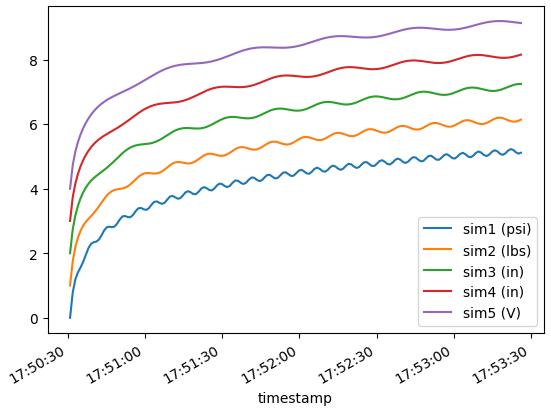 8
6
4
2
0
sim1 (psi)
sim2 (lbs)
sim3 (in)
sim4 (in)
sim5 (V)
17:50:30
17:51:00
17:51:30
17:52:00
17:52:30
17:53:00
17:53:30
timestamp